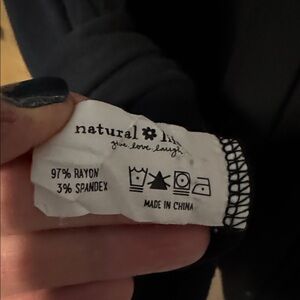 natural
give love laugh
97% RAYON
3% SPANDEX
MADE IN CHINA